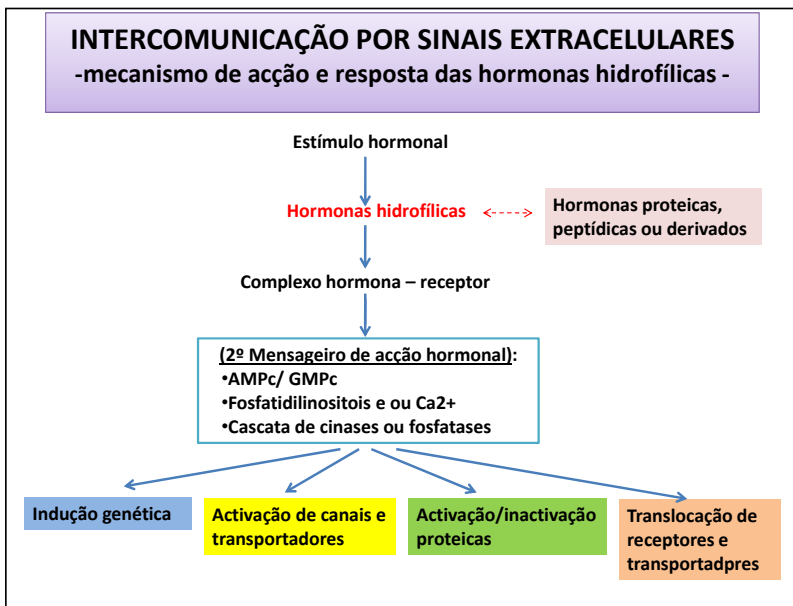 INTERCOMUNICAÇÃO POR SINAIS EXTRACELULARES
-mecanismo de acção e resposta das hormonas hidrofílicas -
Estímulo hormonal
Hormonas hidrofílicas
Hormonas proteicas,
peptídicas ou derivados
Complexo hormona – receptor
(2º Mensageiro de acção hormonal):
•AMPc/ GMPc
•Fosfatidilinositois e ou Ca2+
•Cascata de cinases ou fosfatases
Indução genética
Activação de canais e
transportadores
Activação/inactivação
proteicas
Translocação de
receptores e
transportadpres